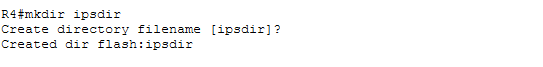 R4#mkdir ipsdir
Create directory filename [ipsdir]?
Created dir flash:ipsdir